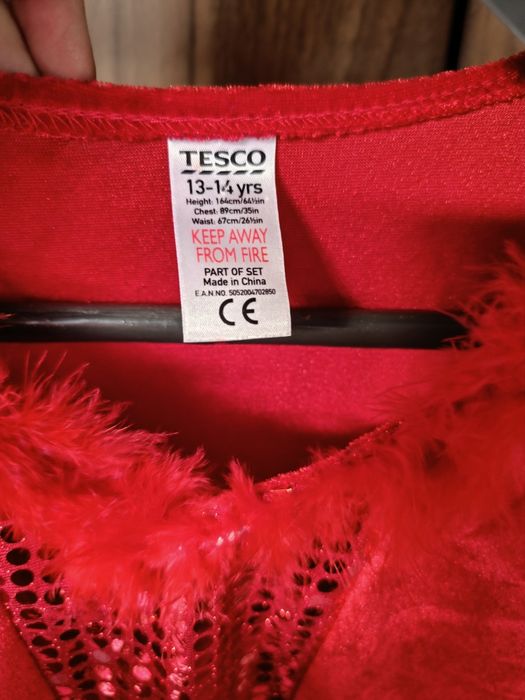 TESCO
13-14 yrs
Height: 164cm/64½in
Chest: 89cm/35in
Waist: 67cm/26½in
KEEP AWAY
FROM FIRE
PART OF SET
Made in China
E.A.N. NO. 5052004702850
CE